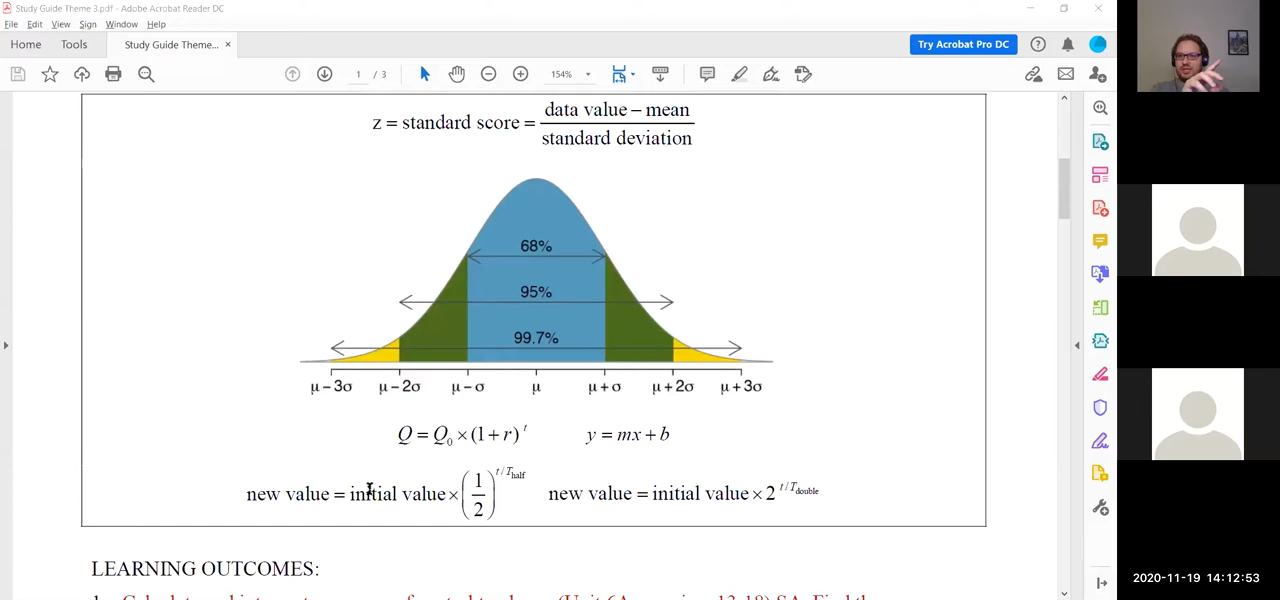 Study Guide Theme 3.pdf - Adobe Acrobat Reader DC
File Edit View Sign Window Help
Home Tools Study Guide Theme... ×
Try Acrobat Pro DC
1 / 3 154%
z = standard score = data value − mean / standard deviation
68%
95%
99.7%
μ − 3σ μ − 2σ μ − σ μ μ + σ μ + 2σ μ + 3σ
Q = Q₀ × (1 + r)ᵗ y = mx + b
new value = initial value × (1/2)^(t/T_half) new value = initial value × 2^(t/T_double)
LEARNING OUTCOMES:
2020-11-19 14:12:53